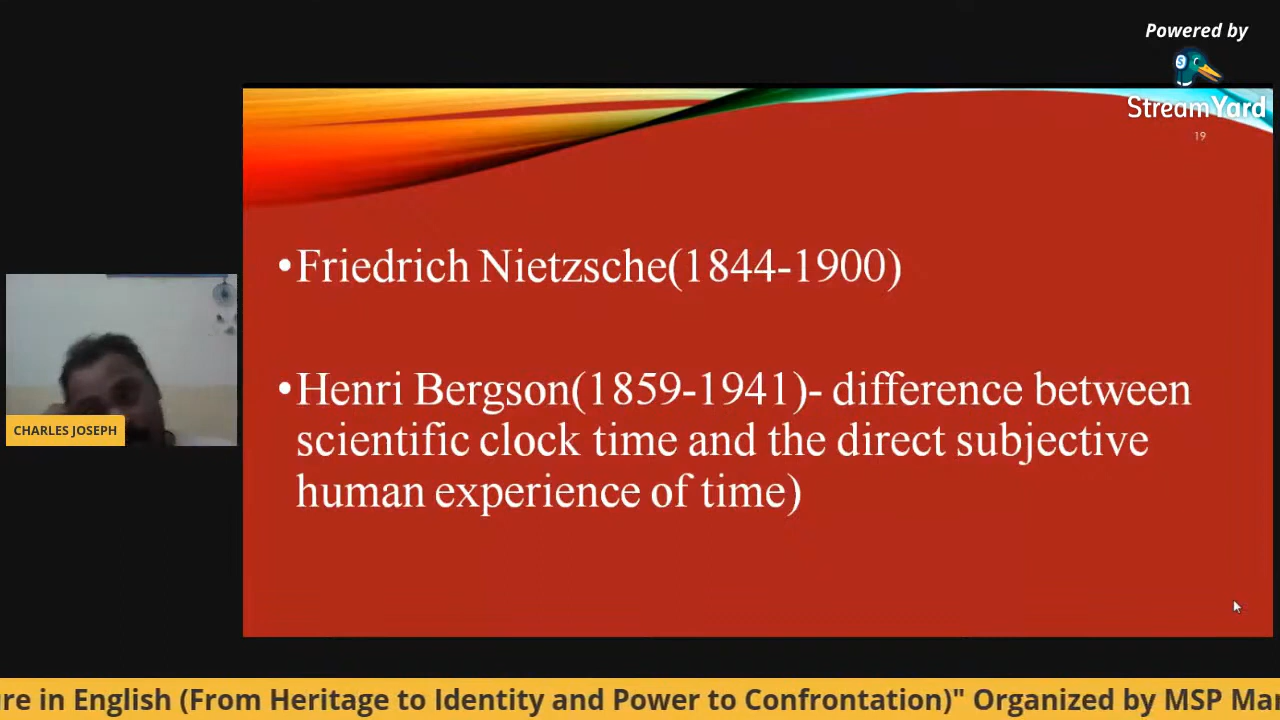 Powered by
StreamYard
19
•Friedrich Nietzsche(1844-1900)
•Henri Bergson(1859-1941)- difference between
scientific clock time and the direct subjective
human experience of time)
CHARLES JOSEPH
re in English (From Heritage to Identity and Power to Confrontation)" Organized by MSP Mar